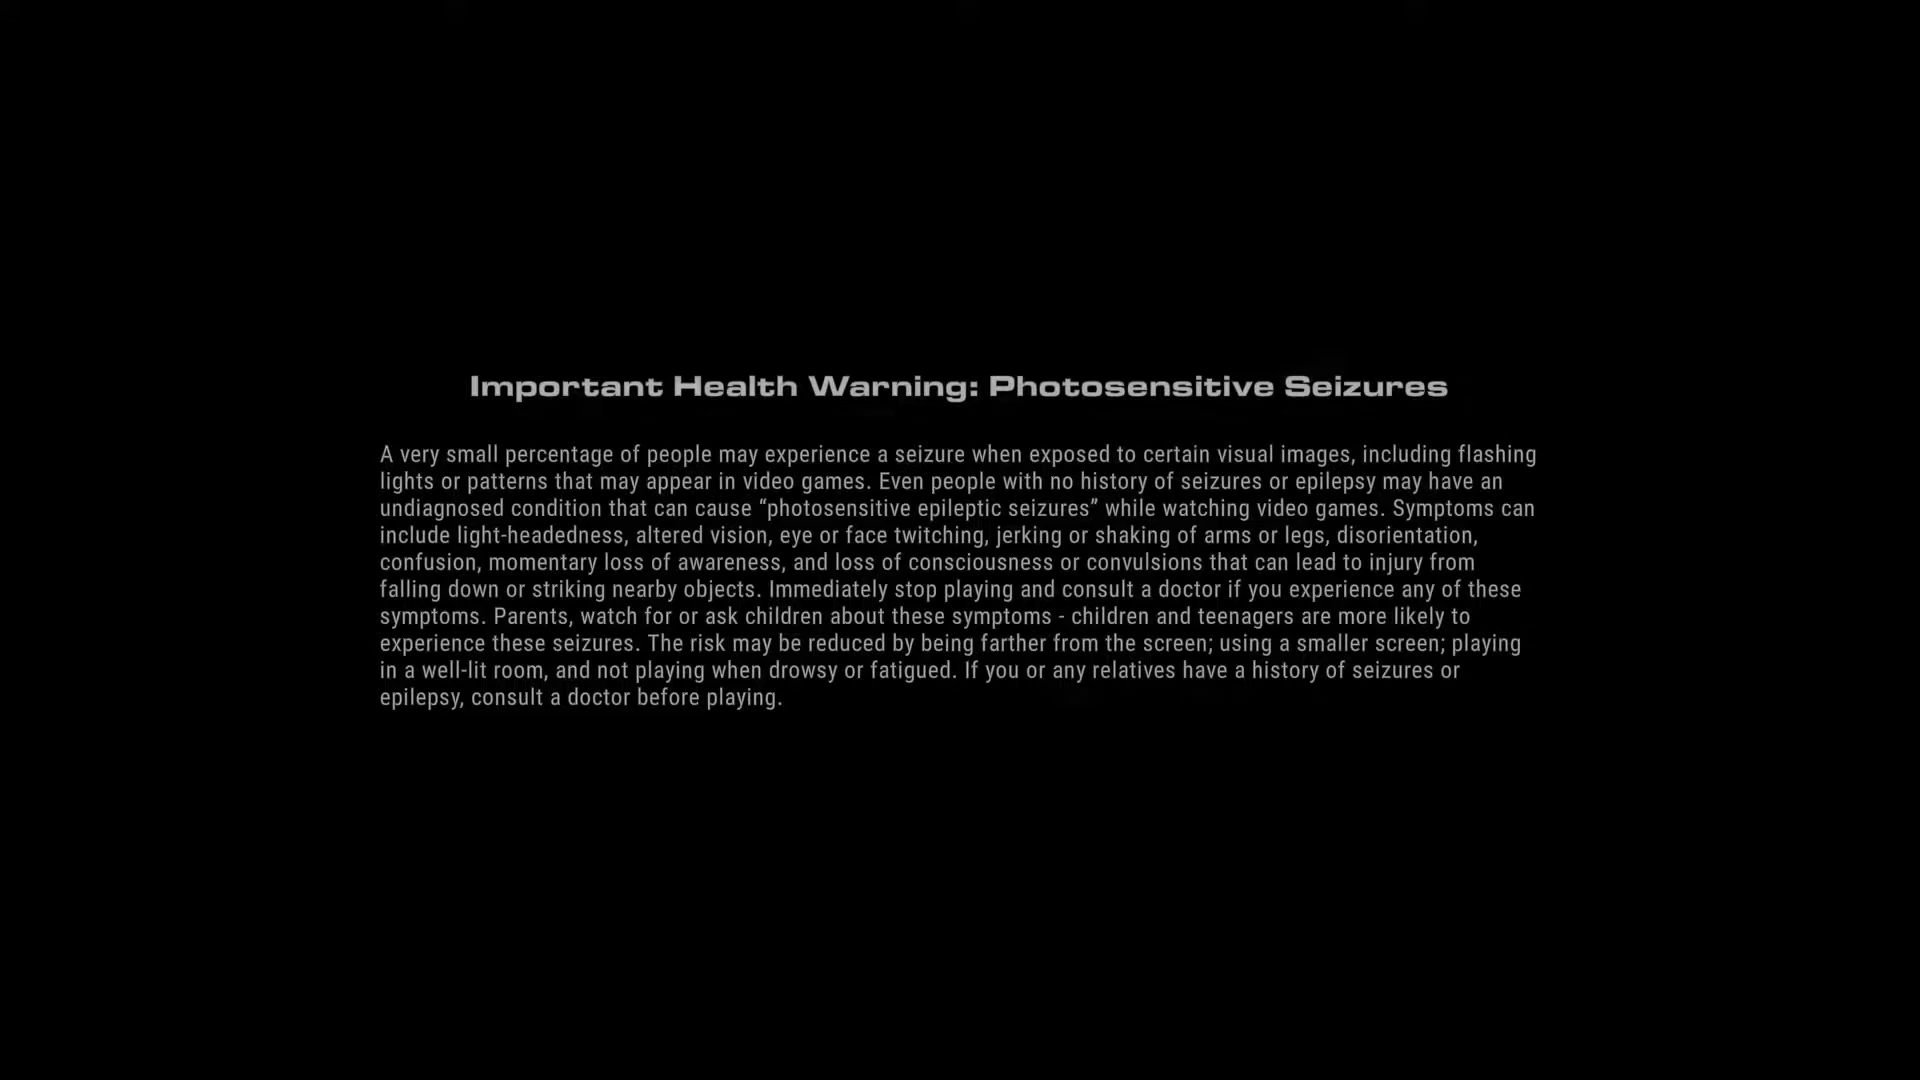 Important Health Warning: Photosensitive Seizures
A very small percentage of people may experience a seizure when exposed to certain visual images, including flashing
lights or patterns that may appear in video games. Even people with no history of seizures or epilepsy may have an
undiagnosed condition that can cause “photosensitive epileptic seizures” while watching video games. Symptoms can
include light-headedness, altered vision, eye or face twitching, jerking or shaking of arms or legs, disorientation,
confusion, momentary loss of awareness, and loss of consciousness or convulsions that can lead to injury from
falling down or striking nearby objects. Immediately stop playing and consult a doctor if you experience any of these
symptoms. Parents, watch for or ask children about these symptoms - children and teenagers are more likely to
experience these seizures. The risk may be reduced by being farther from the screen; using a smaller screen; playing
in a well-lit room, and not playing when drowsy or fatigued. If you or any relatives have a history of seizures or
epilepsy, consult a doctor before playing.